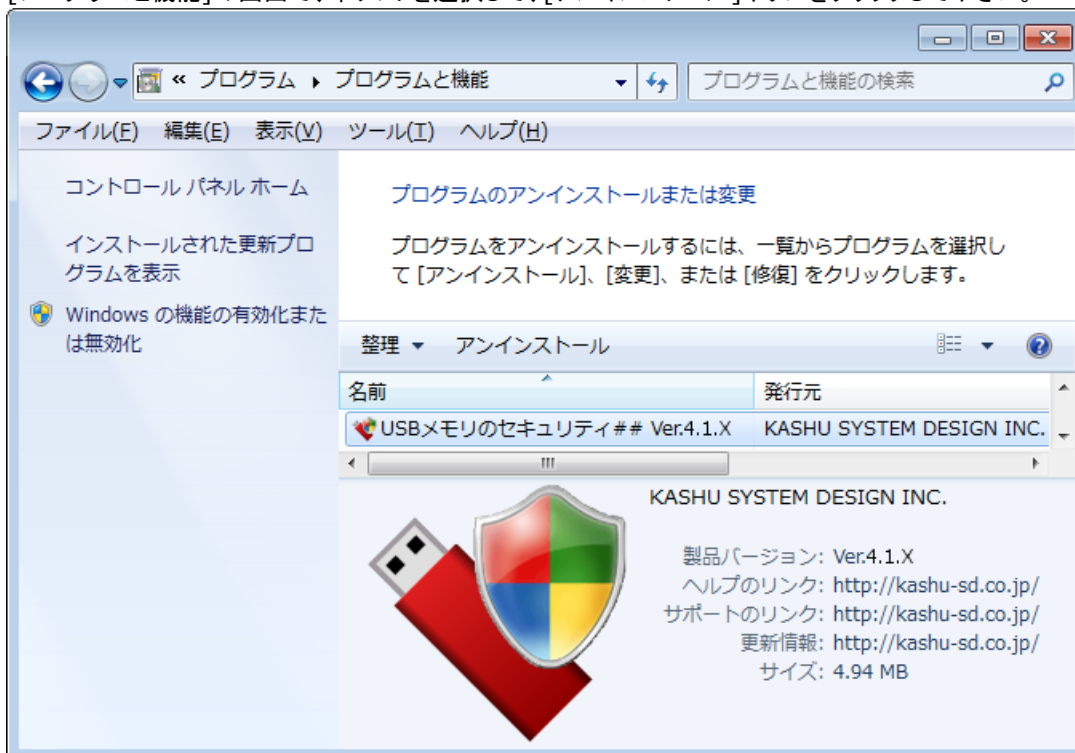 « プログラム ▸ プログラムと機能
プログラムと機能の検索
ファイル(F) 編集(E) 表示(V) ツール(T) ヘルプ(H)
コントロール パネル ホーム
インストールされた更新プロ
グラムを表示
Windows の機能の有効化また
は無効化
プログラムのアンインストールまたは変更
プログラムをアンインストールするには、一覧からプログラムを選択し
て [アンインストール]、[変更]、または [修復] をクリックします。
整理 ▼ アンインストール
名前 発行元
USBメモリのセキュリティ## Ver.4.1.X KASHU SYSTEM DESIGN INC.
KASHU SYSTEM DESIGN INC.
製品バージョン: Ver.4.1.X
ヘルプのリンク: http://kashu-sd.co.jp/
サポートのリンク: http://kashu-sd.co.jp/
更新情報: http://kashu-sd.co.jp/
サイズ: 4.94 MB